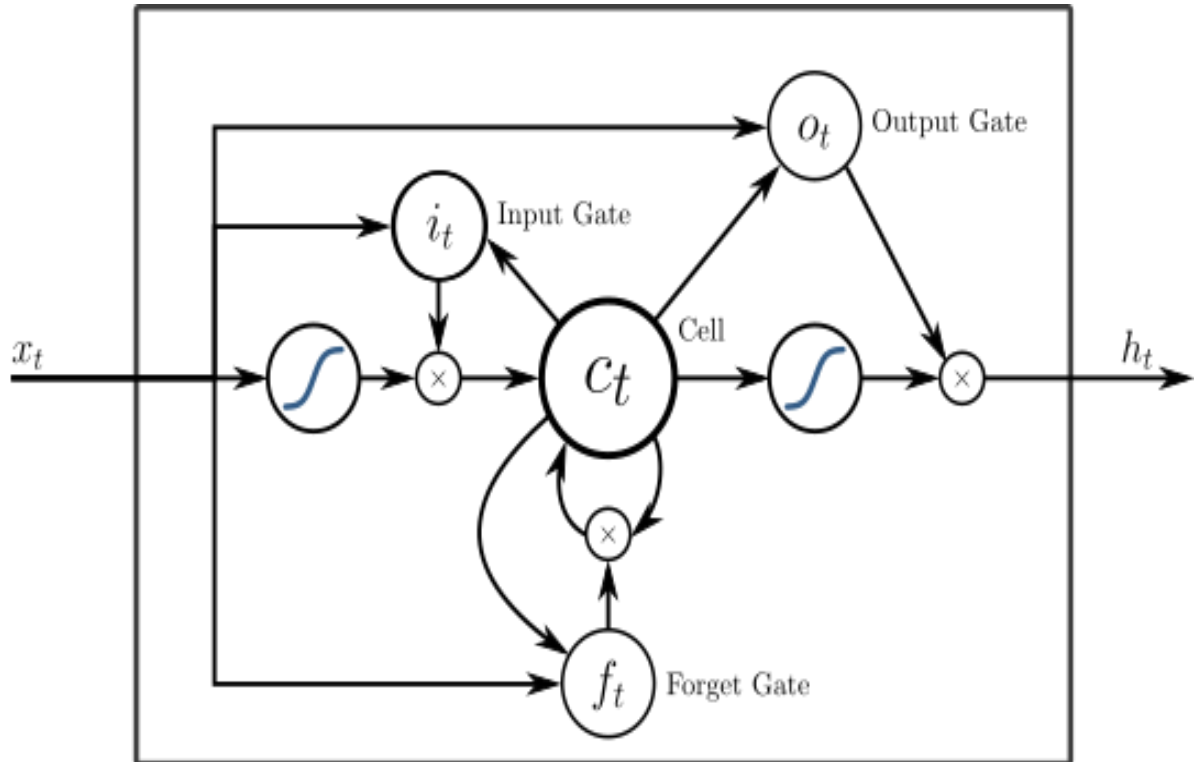 o_t Output Gate
i_t Input Gate
Cell
x_t
×
c_t
×
h_t
×
f_t Forget Gate